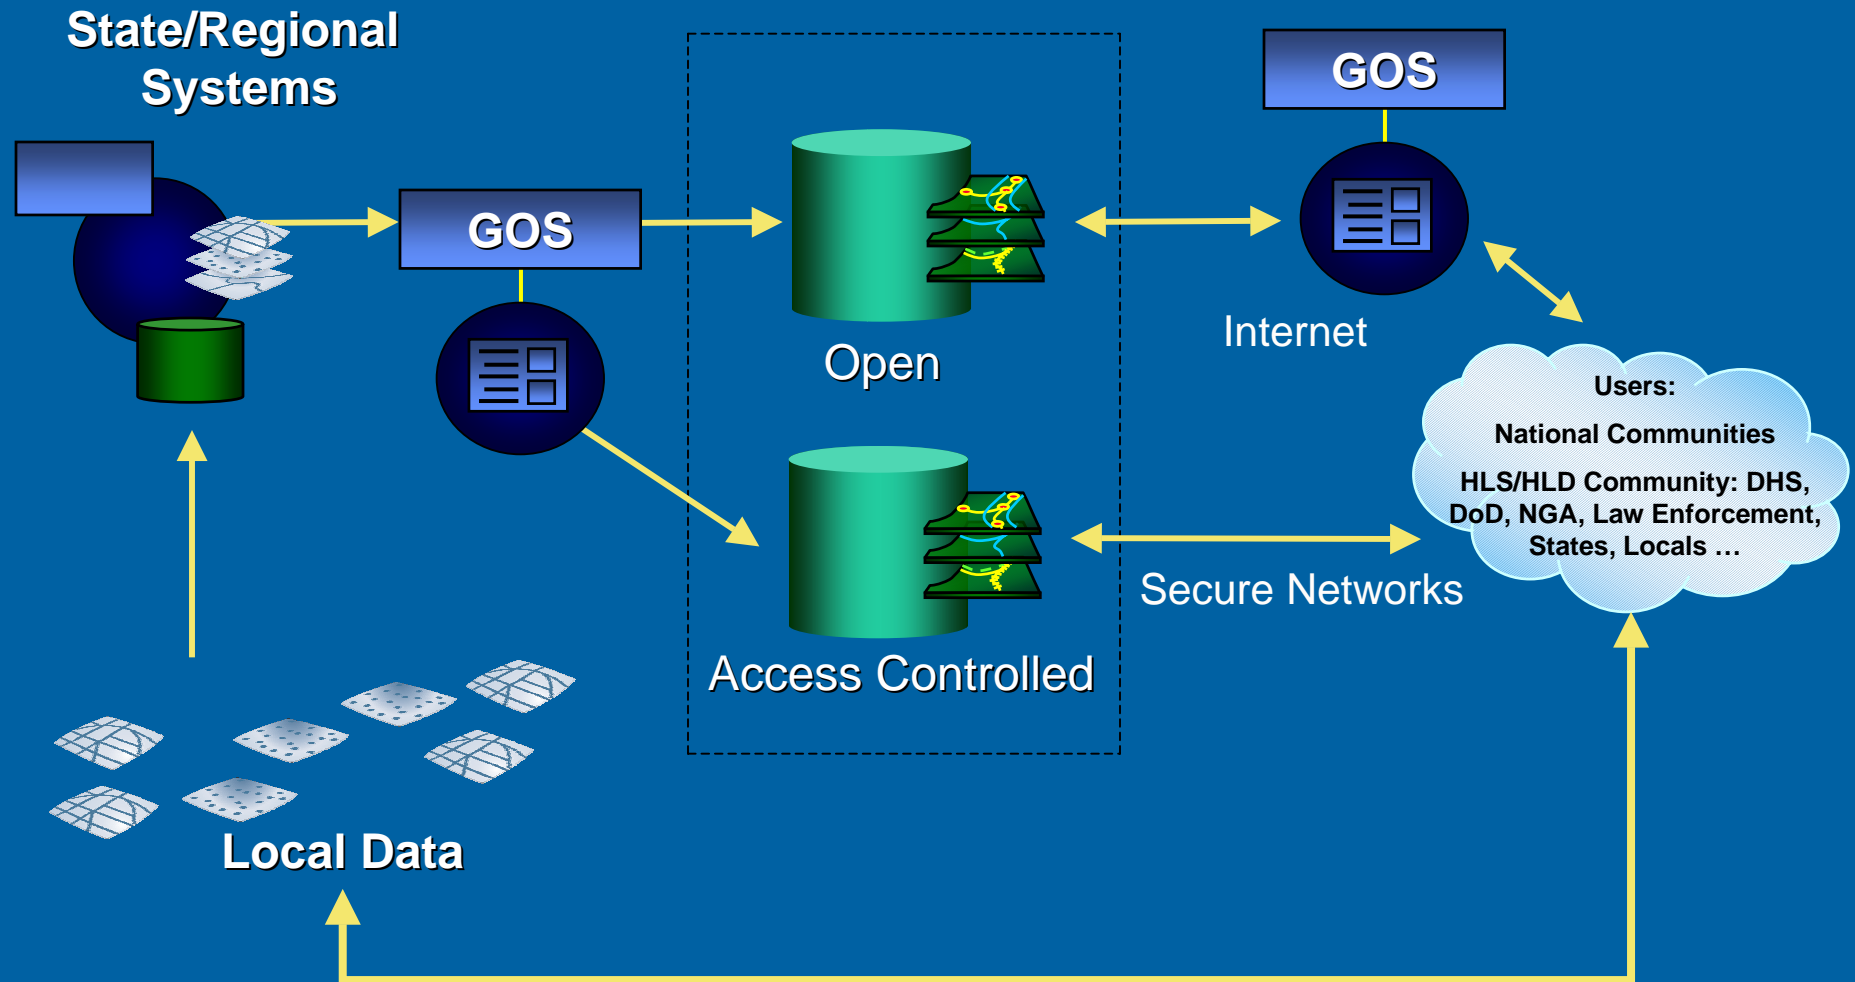 State/Regional
Systems
GOS
GOS
Open
Internet
Users:
National Communities
HLS/HLD Community: DHS,
DoD, NGA, Law Enforcement,
States, Locals …
Secure Networks
Access Controlled
Local Data